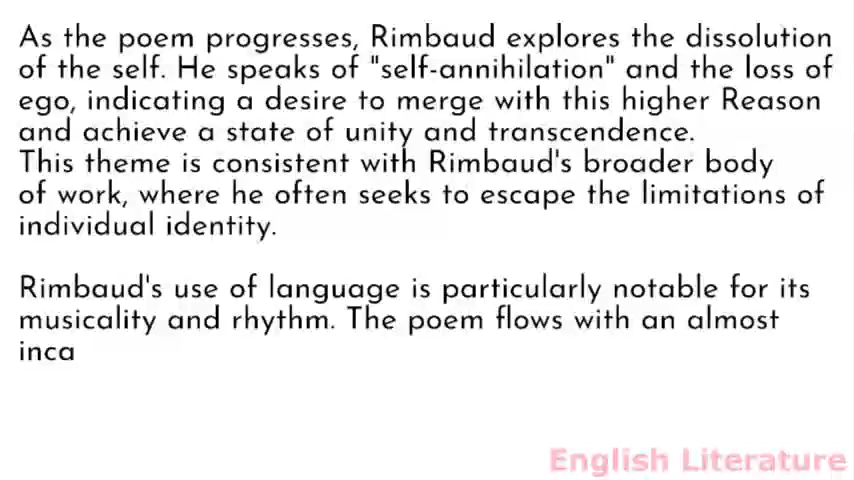 As the poem progresses, Rimbaud explores the dissolution
of the self. He speaks of "self-annihilation" and the loss of
ego, indicating a desire to merge with this higher Reason
and achieve a state of unity and transcendence.
This theme is consistent with Rimbaud's broader body
of work, where he often seeks to escape the limitations of
individual identity.
Rimbaud's use of language is particularly notable for its
musicality and rhythm. The poem flows with an almost
inca
English Literature